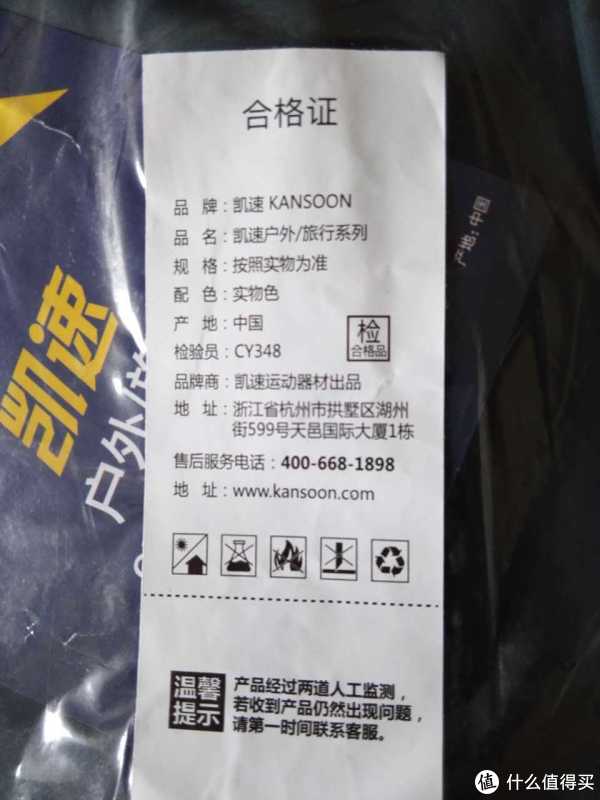 合格证
品 牌：凯速 KANSOON
品 名：凯速户外/旅行系列
规 格：按照实物为准
配 色：实物色
产 地：中国
检验员：CY348
检
合格品
品牌商：凯速运动器材出品
地 址：浙江省杭州市拱墅区湖州
街599号天邑国际大厦1栋
售后服务电话：400-668-1898
地 址：www.kansoon.com
温馨
提示
产品经过两道人工监测，
若收到产品仍然出现问题，
请第一时间联系客服。
凯速
户外/旅
产地：中国
值 什么值得买